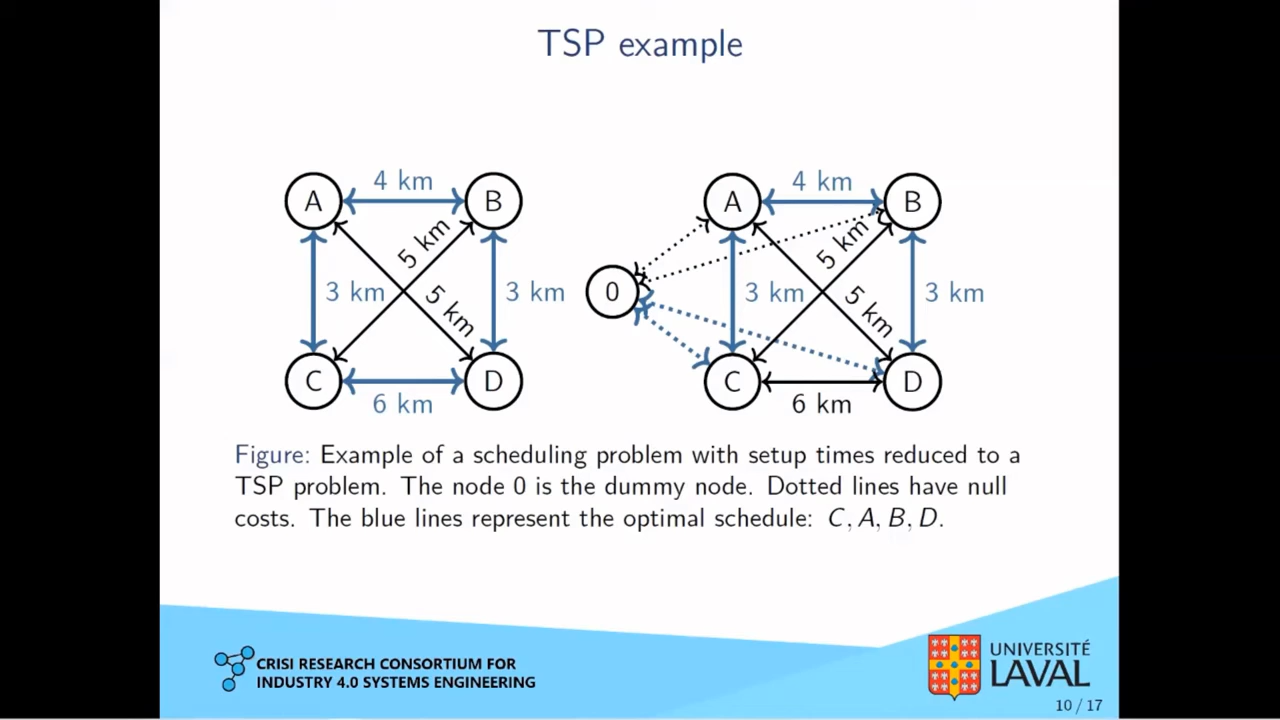 TSP example
A
4 km
B
A
4 km
B
5 km
5 km
3 km
5 km
3 km
0
3 km
5 km
3 km
C
6 km
D
C
6 km
D
Figure: Example of a scheduling problem with setup times reduced to a
TSP problem. The node 0 is the dummy node. Dotted lines have null
costs. The blue lines represent the optimal schedule: C, A, B, D.
CRISI RESEARCH CONSORTIUM FOR
INDUSTRY 4.0 SYSTEMS ENGINEERING
UNIVERSITÉ
LAVAL
10 / 17